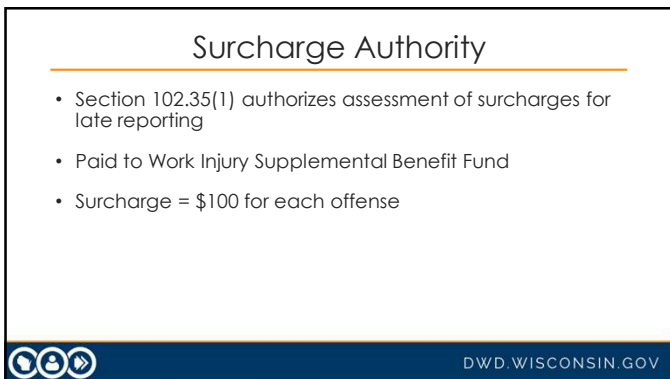 Surcharge Authority
• Section 102.35(1) authorizes assessment of surcharges for
late reporting
• Paid to Work Injury Supplemental Benefit Fund
• Surcharge = $100 for each offense
DWD.WISCONSIN.GOV